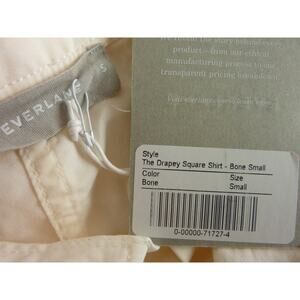 EVERLANE
S
product—from our ethical
manufacturing process to our
transparent pricing breakdown.
Style
The Drapey Square Shirt - Bone Small
Color Size
Bone Small
0-00000-71727-4